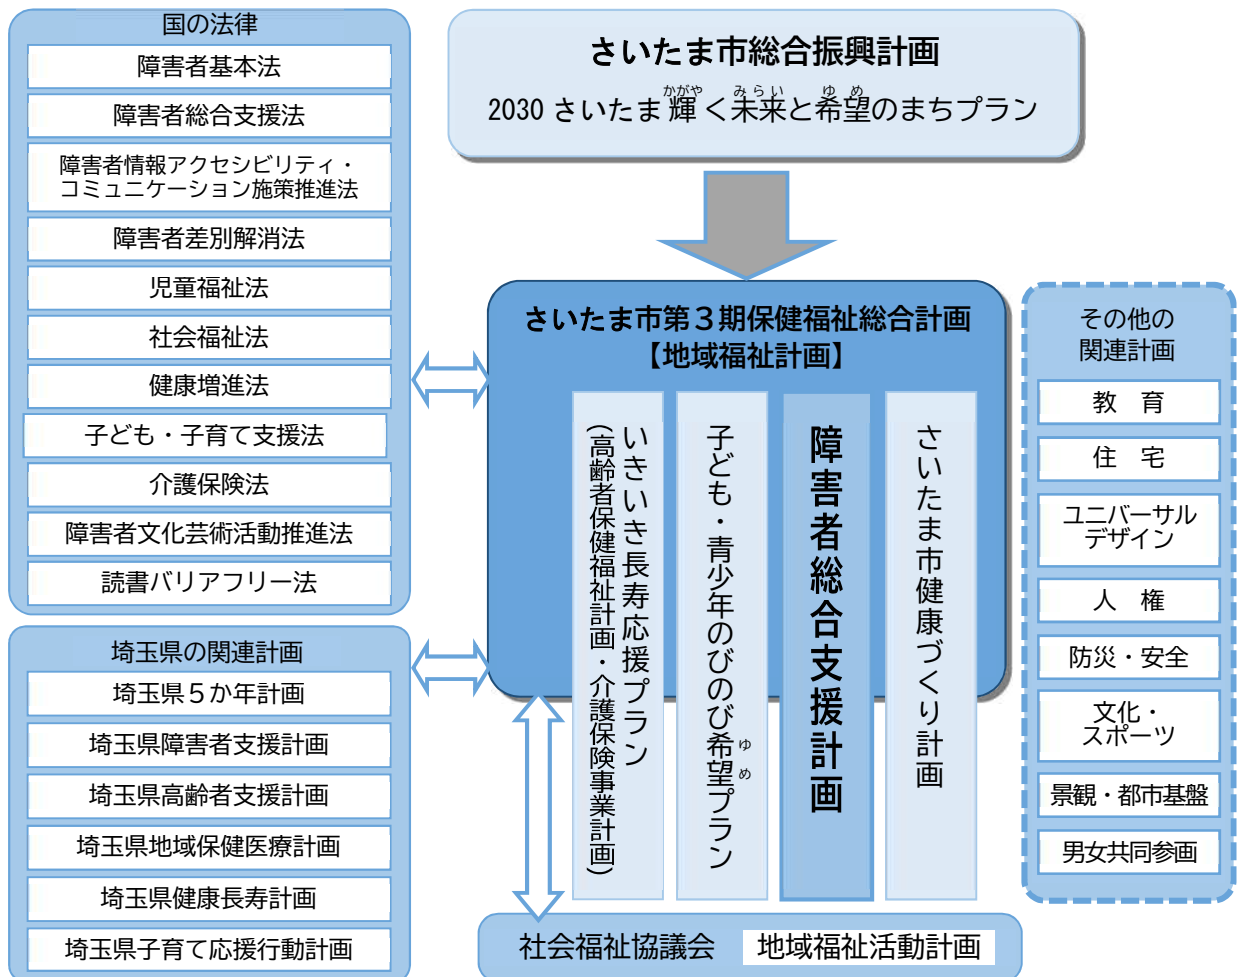 国の法律
障害者基本法
障害者総合支援法
障害者情報アクセシビリティ・
コミュニケーション施策推進法
障害者差別解消法
児童福祉法
社会福祉法
健康増進法
子ども・子育て支援法
介護保険法
障害者文化芸術活動推進法
読書バリアフリー法
埼玉県の関連計画
埼玉県５か年計画
埼玉県障害者支援計画
埼玉県高齢者支援計画
埼玉県地域保健医療計画
埼玉県健康長寿計画
埼玉県子育て応援行動計画
さいたま市総合振興計画
かがや みらい ゆめ
2030 さいたま輝く未来と希望のまちプラン
さいたま市第３期保健福祉総合計画
【地域福祉計画】
いきいき長寿応援プラン
(高齢者保健福祉計画・介護保険事業計画)
子ども・青少年のびのび希望プラン
ゆめ
障害者総合支援計画
さいたま市健康づくり計画
社会福祉協議会 地域福祉活動計画
その他の
関連計画
教　育
住　宅
ユニバーサル
デザイン
人　権
防災・安全
文化・
スポーツ
景観・都市基盤
男女共同参画